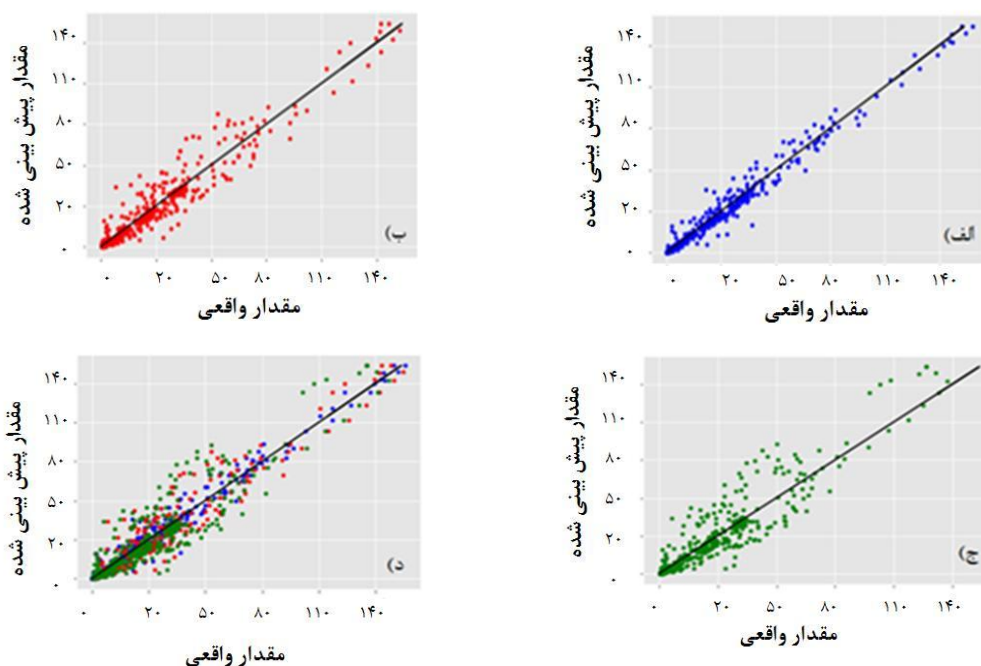 مقدار پیش بینی شده
۱۴۰
۱۱۰
۸۰
۵۰
۲۰
۰
الف)
۰ ۲۰ ۵۰ ۸۰ ۱۱۰ ۱۴۰
مقدار واقعی
مقدار پیش بینی شده
۱۴۰
۱۱۰
۸۰
۵۰
۲۰
۰
ب)
۰ ۲۰ ۵۰ ۸۰ ۱۱۰ ۱۴۰
مقدار واقعی
مقدار پیش بینی شده
۱۴۰
۱۱۰
۸۰
۵۰
۲۰
۰
ج)
۰ ۲۰ ۵۰ ۸۰ ۱۱۰ ۱۴۰
مقدار واقعی
مقدار پیش بینی شده
۱۴۰
۱۱۰
۸۰
۵۰
۲۰
۰
د)
۰ ۲۰ ۵۰ ۸۰ ۱۱۰ ۱۴۰
مقدار واقعی